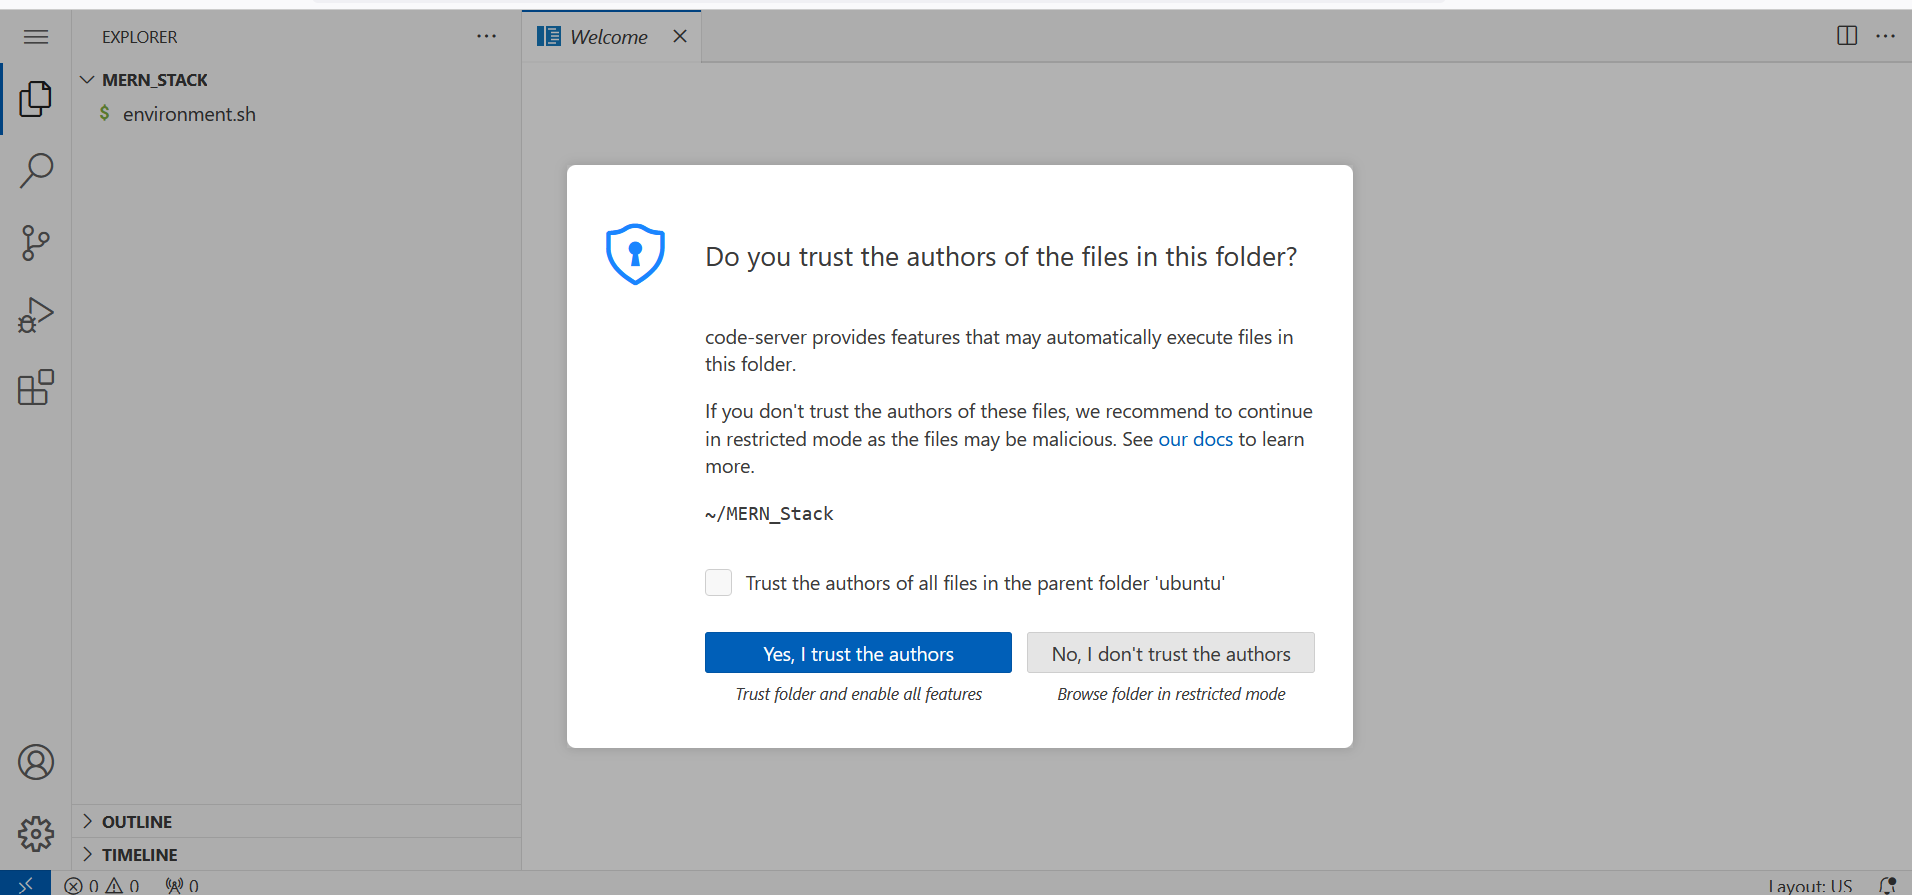 EXPLORER
Welcome
MERN_STACK
$ environment.sh
Do you trust the authors of the files in this folder?
code-server provides features that may automatically execute files in
this folder.
If you don't trust the authors of these files, we recommend to continue
in restricted mode as the files may be malicious. See our docs to learn
more.
~/MERN_Stack
Trust the authors of all files in the parent folder 'ubuntu'
Yes, I trust the authors
No, I don't trust the authors
Trust folder and enable all features
Browse folder in restricted mode
OUTLINE
TIMELINE
0 0 0
Layout: US